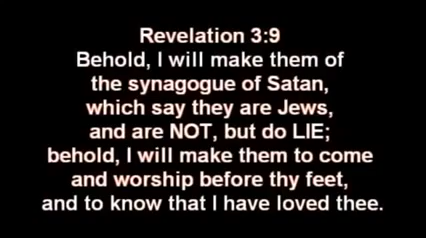 Revelation 3:9
Behold, I will make them of
the synagogue of Satan,
which say they are Jews,
and are NOT, but do LIE;
behold, I will make them to come
and worship before thy feet,
and to know that I have loved thee.